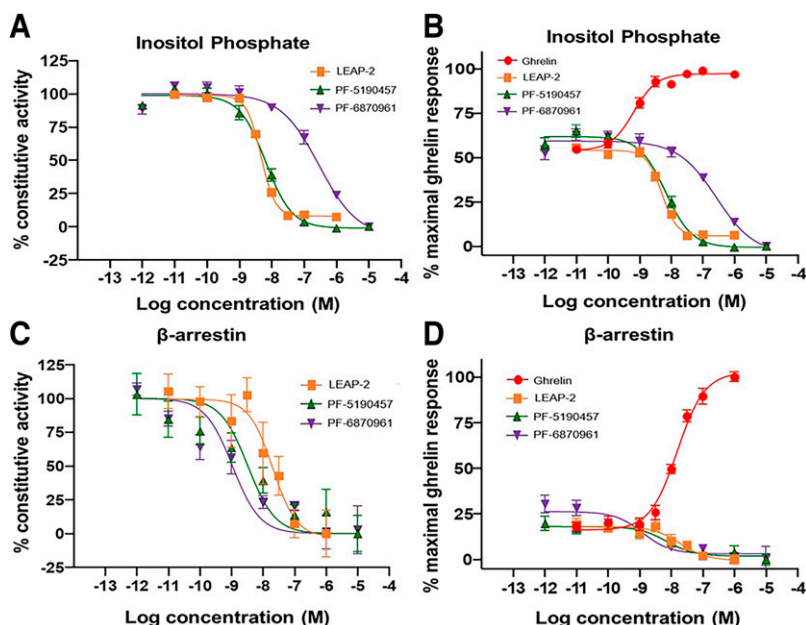 A
Inositol Phosphate
LEAP-2
PF-5190457
PF-6870961
% constitutive activity
125
100
75
50
25
0
-25
-13 -12 -11 -10 -9 -8 -7 -6 -5 -4
Log concentration (M)
B
Inositol Phosphate
Ghrelin
LEAP-2
PF-5190457
PF-6870961
% maximal ghrelin response
100
75
50
25
0
-13 -12 -11 -10 -9 -8 -7 -6 -5 -4
Log concentration (M)
C
β-arrestin
LEAP-2
PF-5190457
PF-6870961
% constitutive activity
125
100
75
50
25
0
-25
-13 -12 -11 -10 -9 -8 -7 -6 -5 -4
Log concentration (M)
D
β-arrestin
Ghrelin
LEAP-2
PF-5190457
PF-6870961
% maximal ghrelin response
100
75
50
25
0
-13 -12 -11 -10 -9 -8 -7 -6 -5 -4
Log concentration (M)